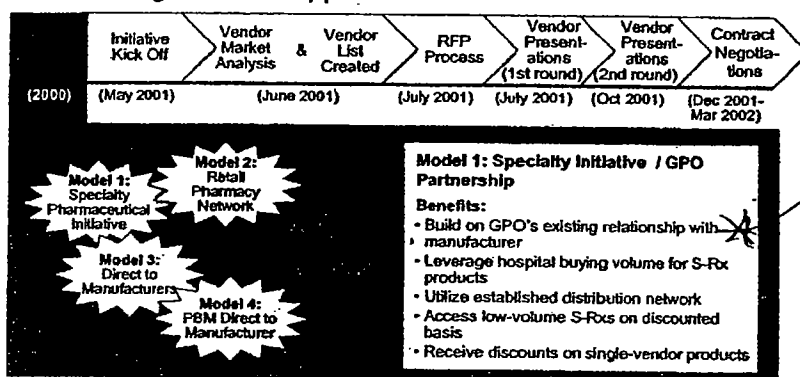 Initiative
Kick Off
Vendor
Market
Analysis
&
Vendor
List
Created
RFP
Process
Vendor
Present-
ations
(1st round)
Vendor
Present-
ations
(2nd round)
Contract
Negotia-
tions
(2000)
(May 2001)
(June 2001)
(July 2001)
(July 2001)
(Oct 2001)
(Dec 2001-
Mar 2002)
Model 1:
Specialty
Pharmaceutical
Initiative
Model 2:
Retail
Pharmacy
Network
Model 3:
Direct to
Manufacturers
Model 4:
PBM Direct to
Manufacturer
Model 1: Specialty Initiative / GPO
Partnership
Benefits:
• Build on GPO's existing relationship with
manufacturer
• Leverage hospital buying volume for S-Rx
products
• Utilize established distribution network
• Access low-volume S-Rxs on discounted
basis
• Receive discounts on single-vendor products